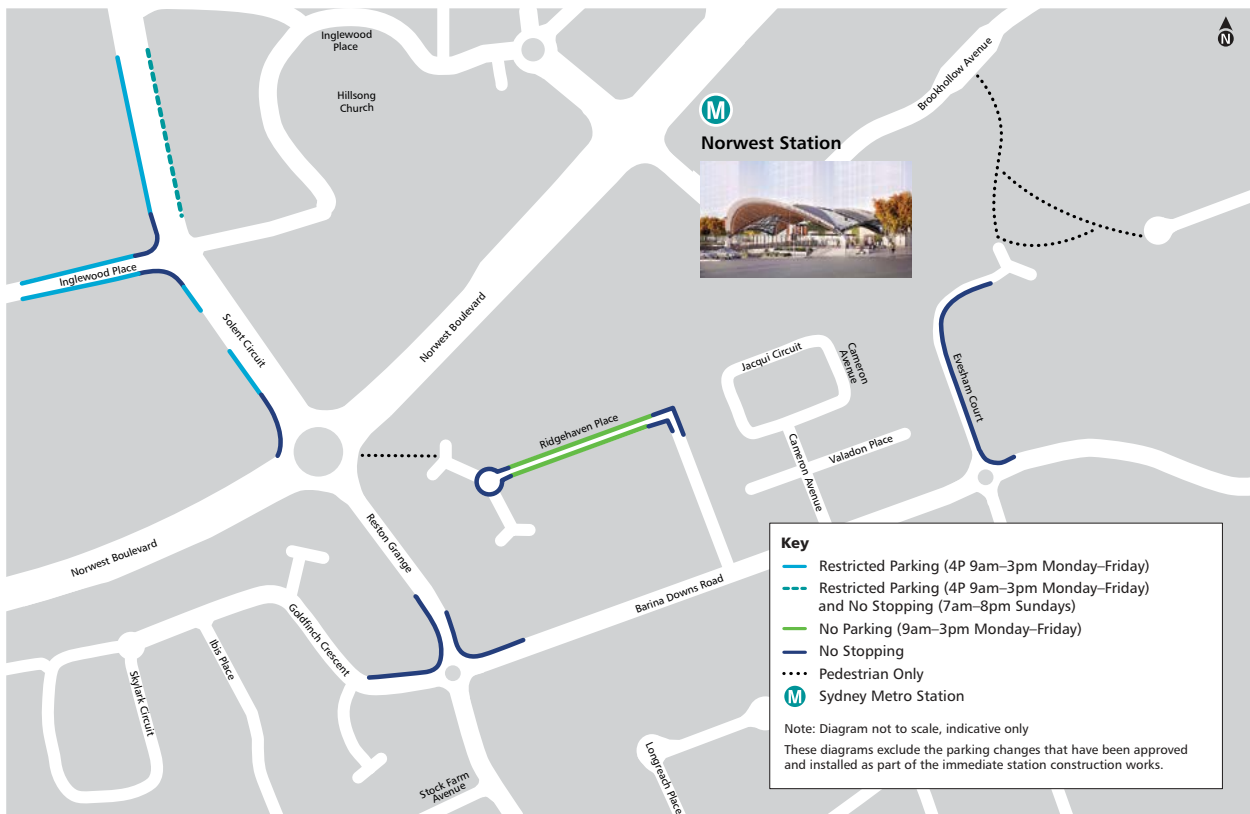 Inglewood
Place
Hillsong
Church
N
Brookhollow Avenue
M
Norwest Station
Inglewood Place
Solent Circuit
Norwest Boulevard
Jacqui Circuit
Cameron
Avenue
Evesham Court
Ridgehaven Place
Cameron Avenue
Valadon Place
Reston Grange
Norwest Boulevard
Barina Downs Road
Goldfinch Crescent
Ibis Place
Skylark Circuit
Stock Farm
Avenue
Longreach Place
Key
Restricted Parking (4P 9am–3pm Monday–Friday)
Restricted Parking (4P 9am–3pm Monday–Friday)
and No Stopping (7am–8pm Sundays)
No Parking (9am–3pm Monday–Friday)
No Stopping
Pedestrian Only
M Sydney Metro Station
Note: Diagram not to scale, indicative only
These diagrams exclude the parking changes that have been approved
and installed as part of the immediate station construction works.